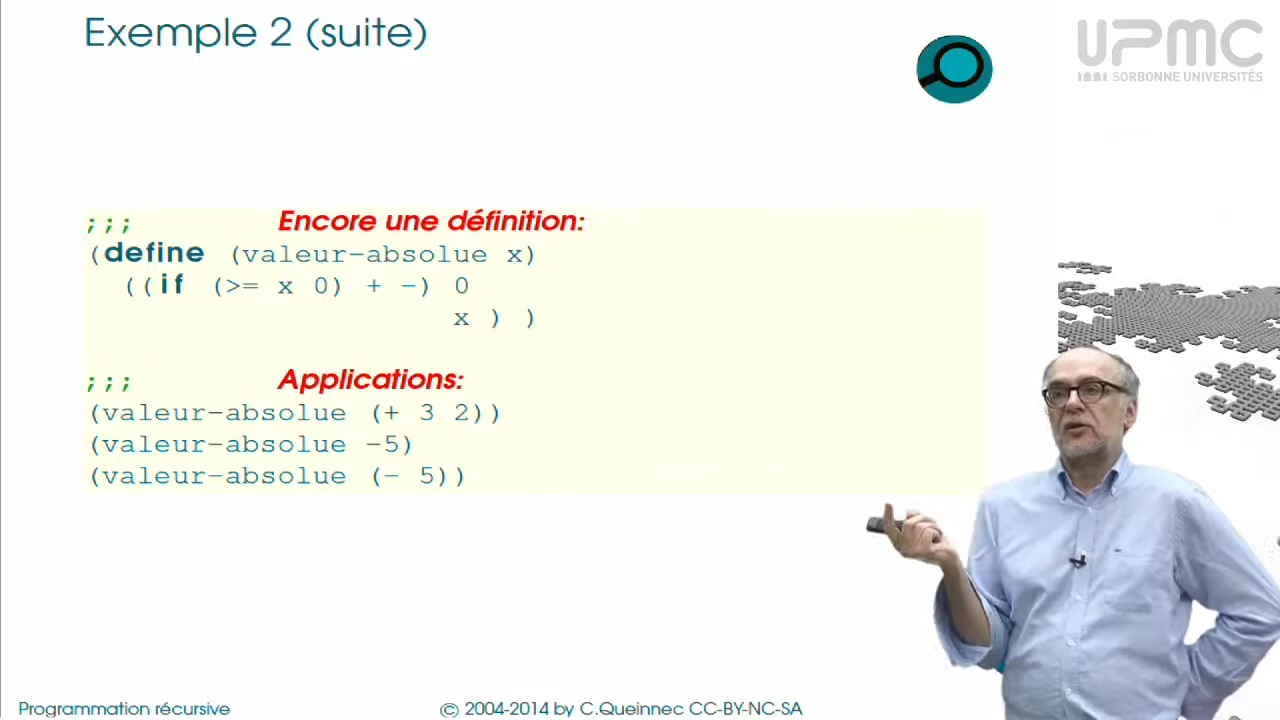 Exemple 2 (suite)
UPMC
SORBONNE UNIVERSITÉS
;;; Encore une définition:
(define (valeur-absolue x)
((if (>= x 0) + -) 0
x ) )
;;; Applications:
(valeur-absolue (+ 3 2))
(valeur-absolue -5)
(valeur-absolue (- 5))
Programmation récursive
© 2004-2014 by C.Queinnec CC-BY-NC-SA